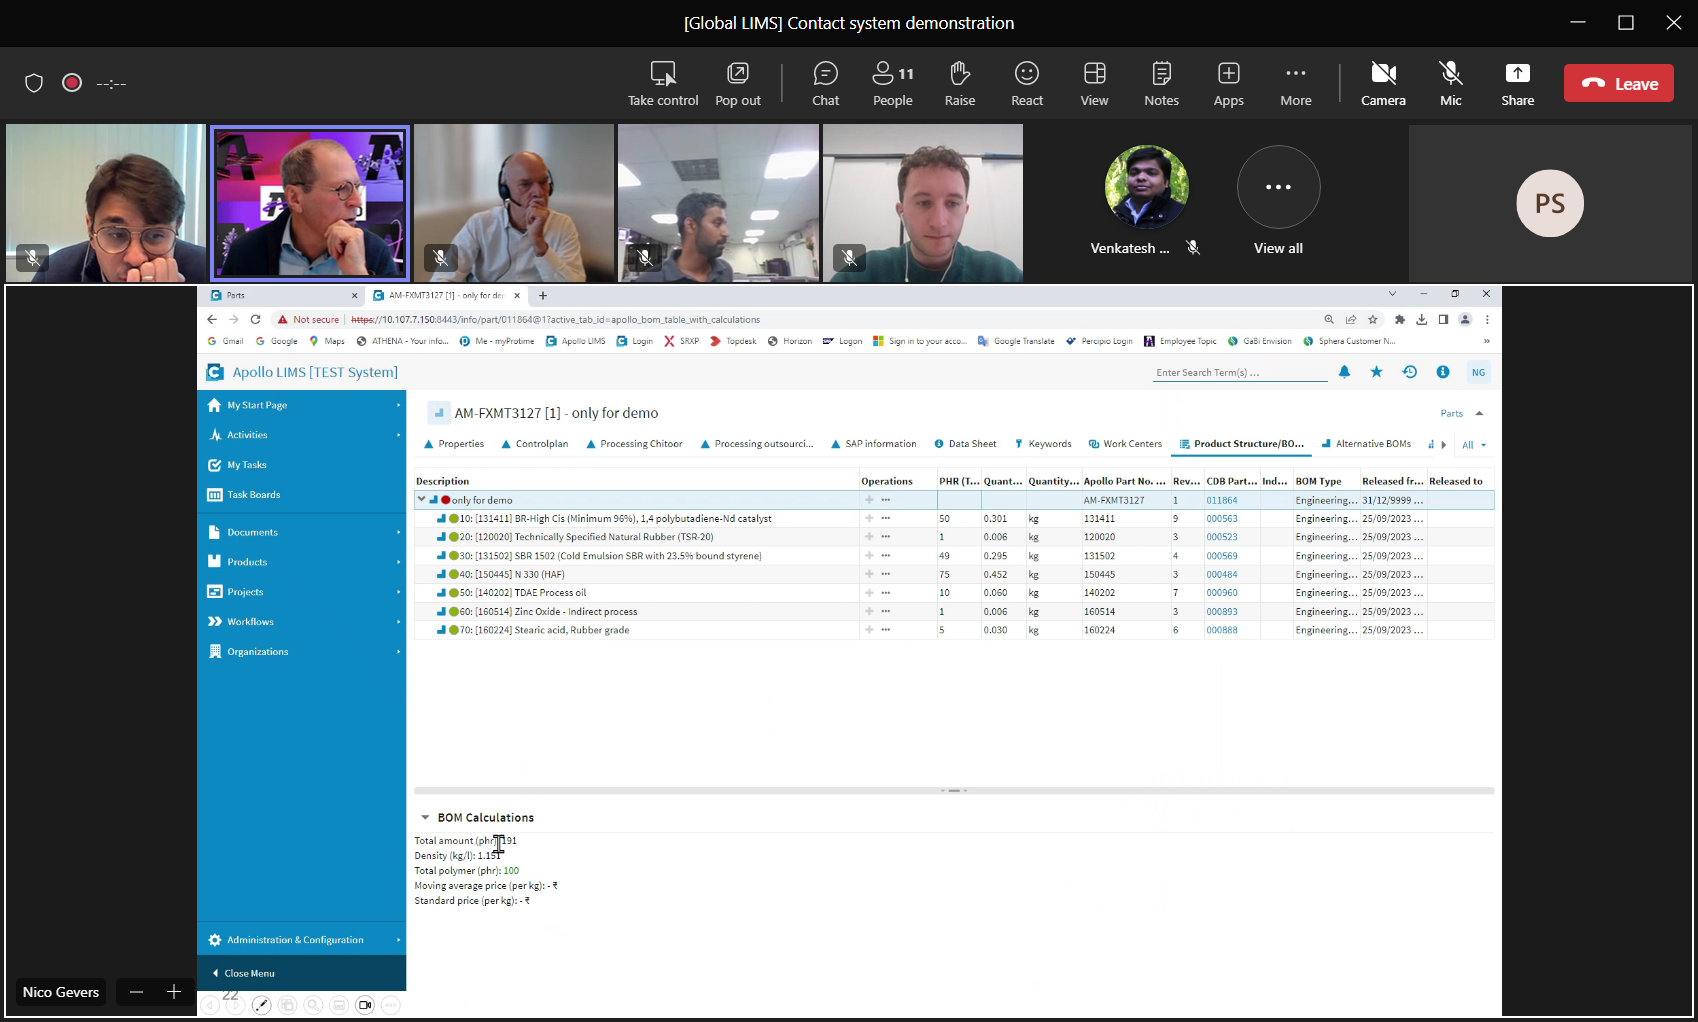 [Global LIMS] Contact system demonstration
--:--
Take control
Pop out
Chat
11
People
Raise
React
View
Notes
Apps
More
Camera
Mic
Share
Leave
Venkatesh ...
View all
PS
Parts
AM-FXMT3127 [1] - only for der
Not secure
https://10.107.7.150:8443/info/part/011864@1?active_tab_id=apollo_bom_table_with_calculations
Gmail
Google
Maps
ATHENA - Your info...
Me - myProtime
Apollo LIMS
Login
SRXP
Topdesk
Horizon
Logon
Sign in to your acco...
Google Translate
Percipio Login
Employee Topic
GaBi Envision
Sphera Customer N...
»
Apollo LIMS [TEST System]
Enter Search Term(s) ...
NG
My Start Page
Activities
My Tasks
Task Boards
Documents
Products
Projects
Workflows
Organizations
Administration & Configuration
Close Menu
AM-FXMT3127 [1] - only for demo
Parts
Properties
Controlplan
Processing Chitoor
Processing outsourci...
SAP information
Data Sheet
Keywords
Work Centers
Product Structure/BO...
Alternative BOMs
All
Description Operations PHR (T... Quant... Quantity... Apollo Part No. ... Rev... CDB Part... Ind... BOM Type Released fr... Released to
only for demo AM-FXMT3127 1 011864 Engineering... 31/12/9999 ...
10: [131411] BR-High Cis (Minimum 96%), 1,4 polybutadiene-Nd catalyst 50 0.301 kg 131411 9 000563 Engineering... 25/09/2023 ...
20: [120020] Technically Specified Natural Rubber (TSR-20) 1 0.006 kg 120020 3 000523 Engineering... 25/09/2023 ...
30: [131502] SBR 1502 (Cold Emulsion SBR with 23.5% bound styrene) 49 0.295 kg 131502 4 000569 Engineering... 25/09/2023 ...
40: [150445] N 330 (HAF) 75 0.452 kg 150445 3 000484 Engineering... 25/09/2023 ...
50: [140202] TDAE Process oil 10 0.060 kg 140202 7 000960 Engineering... 25/09/2023 ...
60: [160514] Zinc Oxide - Indirect process 1 0.006 kg 160514 3 000893 Engineering... 25/09/2023 ...
70: [160224] Stearic acid, Rubber grade 5 0.030 kg 160224 6 000888 Engineering... 25/09/2023 ...
BOM Calculations
Total amount (phr): 191
Density (kg/l): 1.151
Total polymer (phr): 100
Moving average price (per kg): - ₹
Standard price (per kg): - ₹
Nico Gevers
22